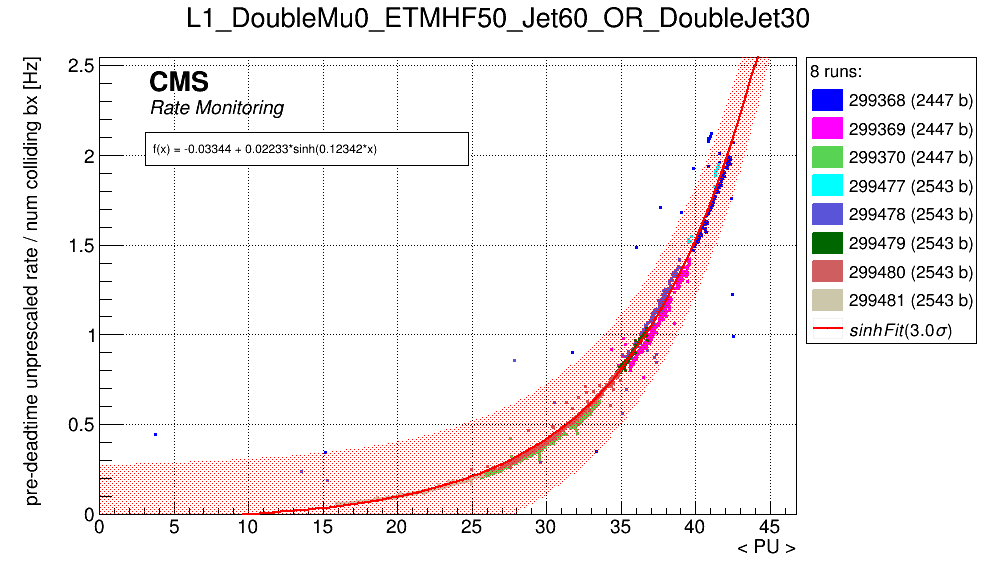 L1_DoubleMu0_ETMHF50_Jet60_OR_DoubleJet30
pre-deadtime unprescaled rate / num colliding bx [Hz]
2.5
2
1.5
1
0.5
0
CMS
Rate Monitoring
f(x) = -0.03344 + 0.02233*sinh(0.12342*x)
0 5 10 15 20 25 30 35 40 45
< PU >
8 runs:
299368 (2447 b)
299369 (2447 b)
299370 (2447 b)
299477 (2543 b)
299478 (2543 b)
299479 (2543 b)
299480 (2543 b)
299481 (2543 b)
sinhFit(3.0σ)